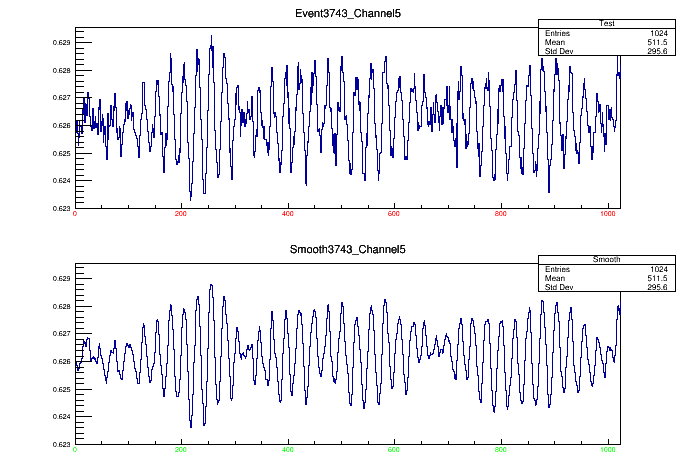 Event3743_Channel5
Test
Entries 1024
Mean 511.5
Std Dev 295.6
0.629
0.628
0.627
0.626
0.625
0.624
0.623
0 200 400 600 800 1000
Smooth3743_Channel5
Smooth
Entries 1024
Mean 511.5
Std Dev 295.6
0.629
0.628
0.627
0.626
0.625
0.624
0.623
0 200 400 600 800 1000